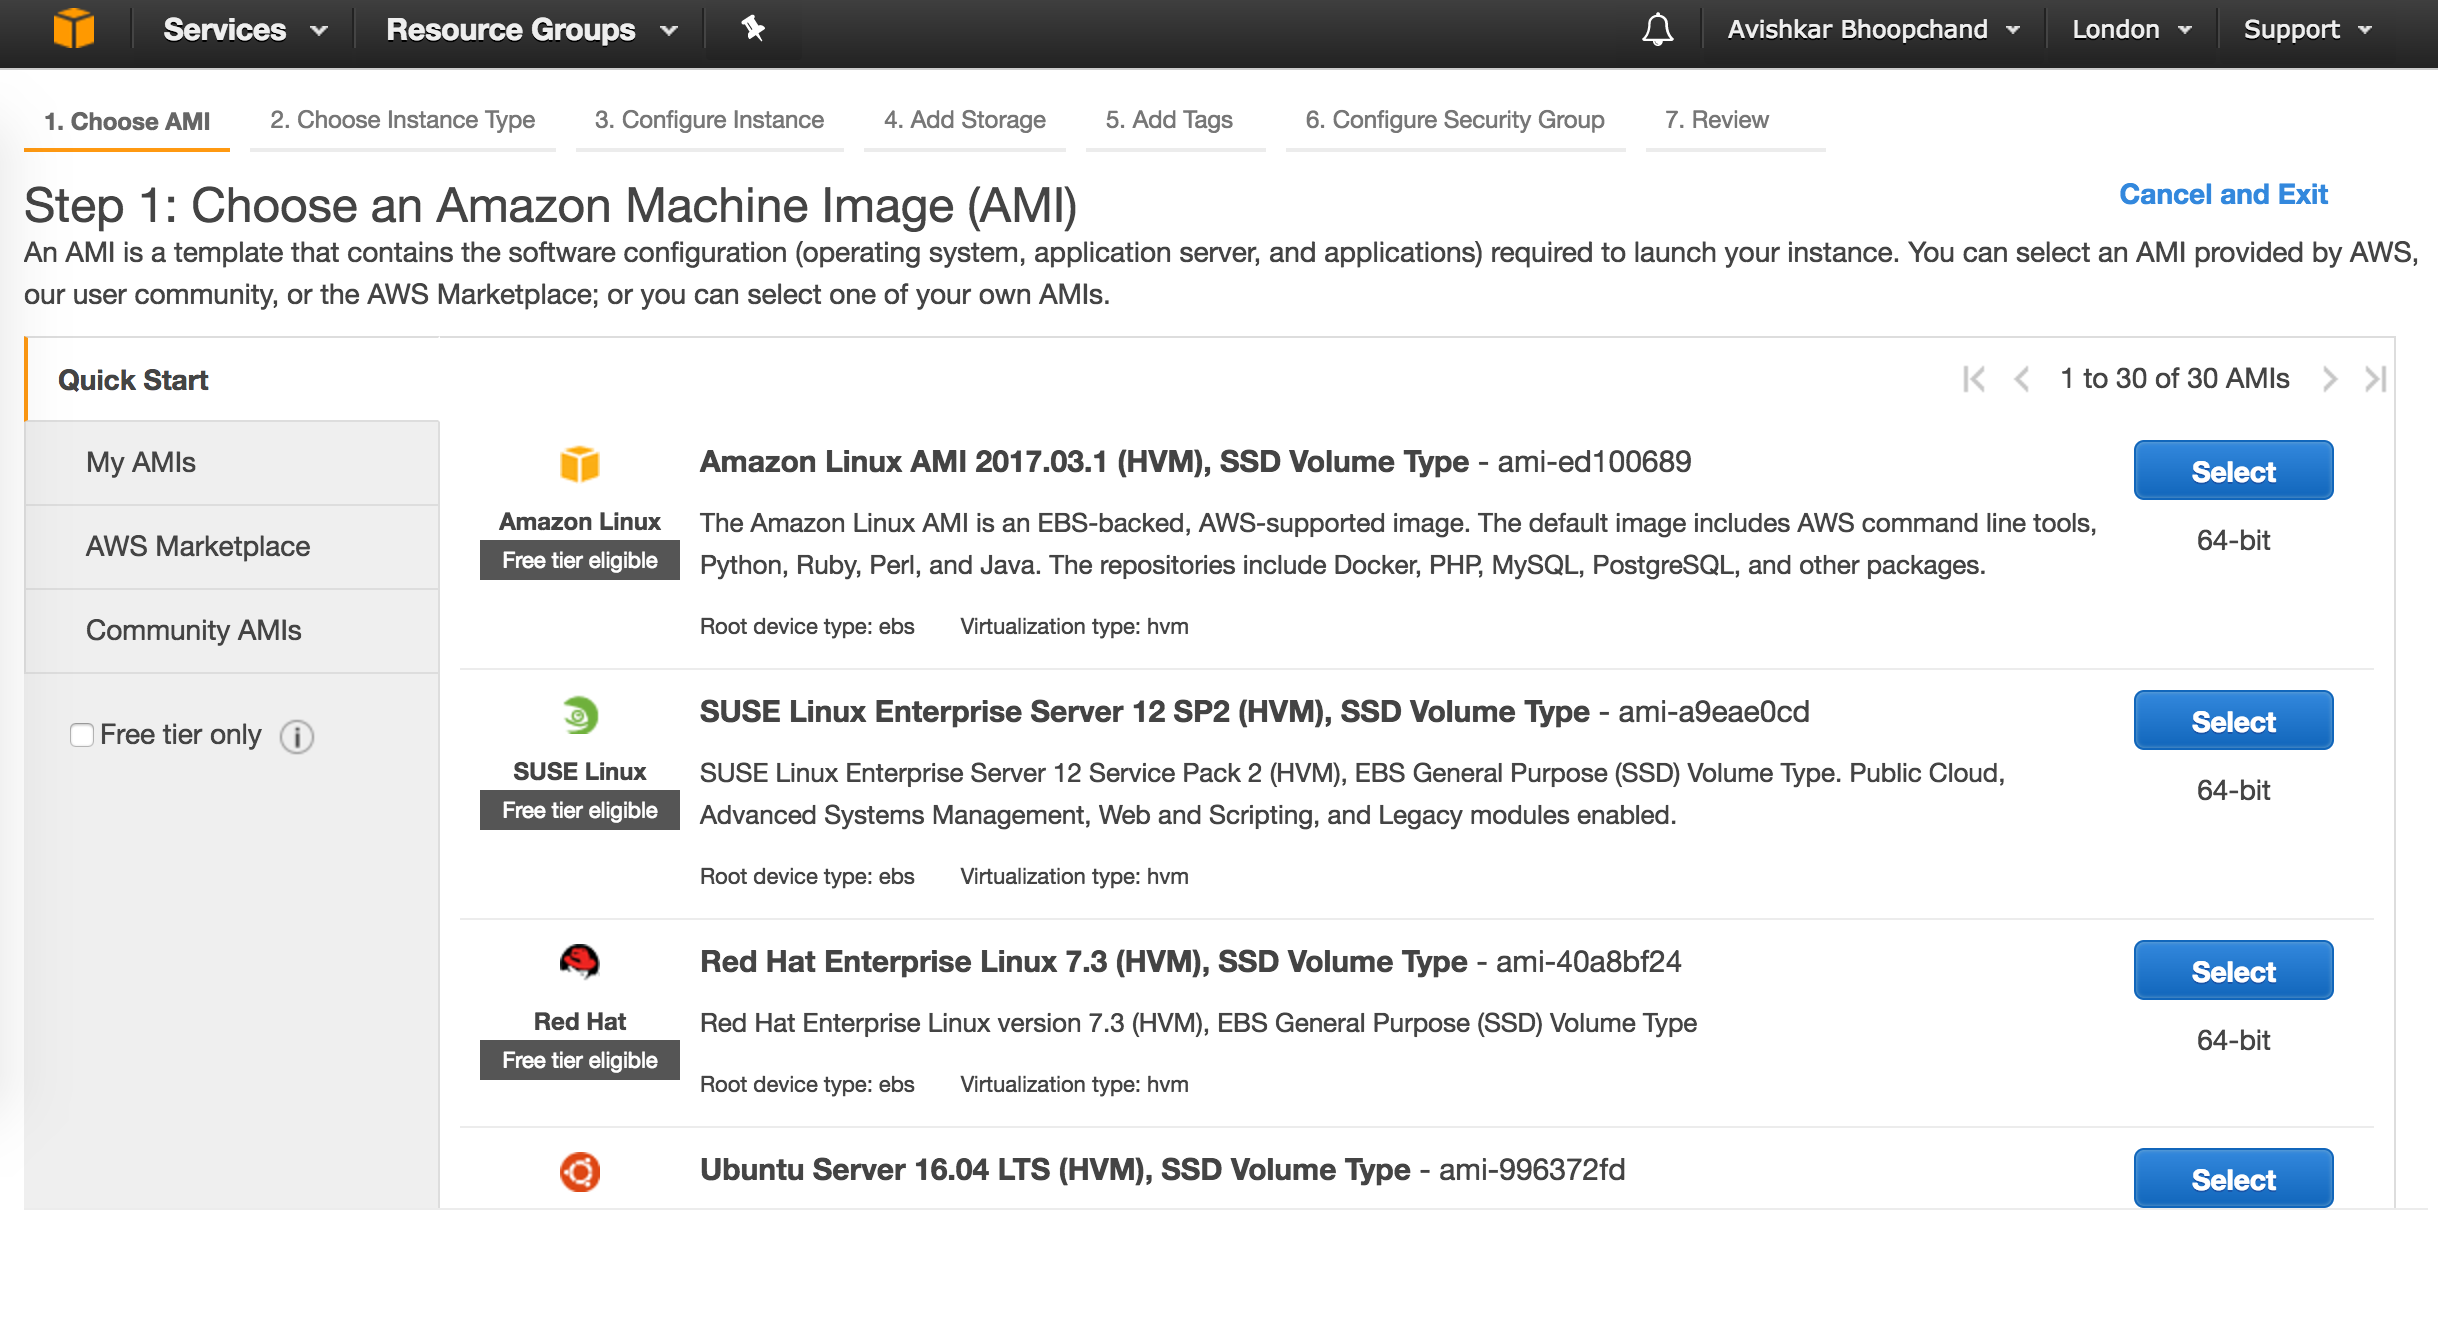 Services Resource Groups Avishkar Bhoopchand London Support
1. Choose AMI 2. Choose Instance Type 3. Configure Instance 4. Add Storage 5. Add Tags 6. Configure Security Group 7. Review
Step 1: Choose an Amazon Machine Image (AMI)
Cancel and Exit
An AMI is a template that contains the software configuration (operating system, application server, and applications) required to launch your instance. You can select an AMI provided by AWS,
our user community, or the AWS Marketplace; or you can select one of your own AMIs.
Quick Start
My AMIs
AWS Marketplace
Community AMIs
Free tier only
1 to 30 of 30 AMIs
Amazon Linux AMI 2017.03.1 (HVM), SSD Volume Type - ami-ed100689
Select
Amazon Linux
Free tier eligible
The Amazon Linux AMI is an EBS-backed, AWS-supported image. The default image includes AWS command line tools,
Python, Ruby, Perl, and Java. The repositories include Docker, PHP, MySQL, PostgreSQL, and other packages.
64-bit
Root device type: ebs Virtualization type: hvm
SUSE Linux Enterprise Server 12 SP2 (HVM), SSD Volume Type - ami-a9eae0cd
Select
SUSE Linux
Free tier eligible
SUSE Linux Enterprise Server 12 Service Pack 2 (HVM), EBS General Purpose (SSD) Volume Type. Public Cloud,
Advanced Systems Management, Web and Scripting, and Legacy modules enabled.
64-bit
Root device type: ebs Virtualization type: hvm
Red Hat Enterprise Linux 7.3 (HVM), SSD Volume Type - ami-40a8bf24
Select
Red Hat
Free tier eligible
Red Hat Enterprise Linux version 7.3 (HVM), EBS General Purpose (SSD) Volume Type
64-bit
Root device type: ebs Virtualization type: hvm
Ubuntu Server 16.04 LTS (HVM), SSD Volume Type - ami-996372fd
Select